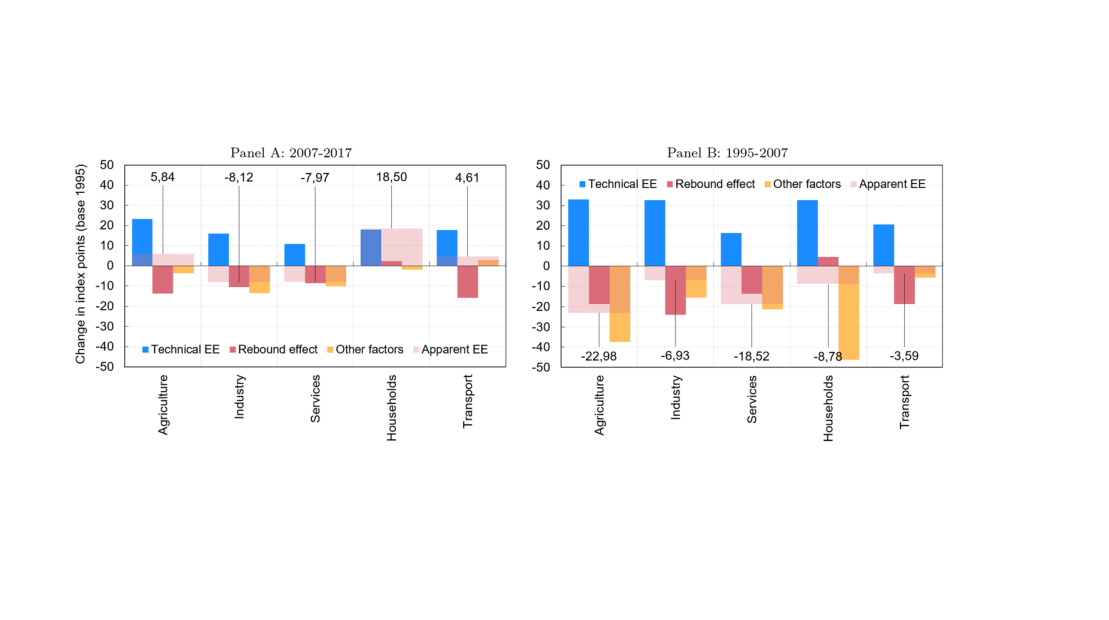 Panel A: 2007-2017
Change in index points (base 1995)
50
40
30
20
10
0
-10
-20
-30
-40
-50
5,84
-8,12
-7,97
18,50
4,61
Technical EE
Rebound effect
Other factors
Apparent EE
Agriculture
Industry
Services
Households
Transport
Panel B: 1995-2007
50
40
30
20
10
0
-10
-20
-30
-40
-50
Technical EE
Rebound effect
Other factors
Apparent EE
-22,98
-6,93
-18,52
-8,78
-3,59
Agriculture
Industry
Services
Households
Transport